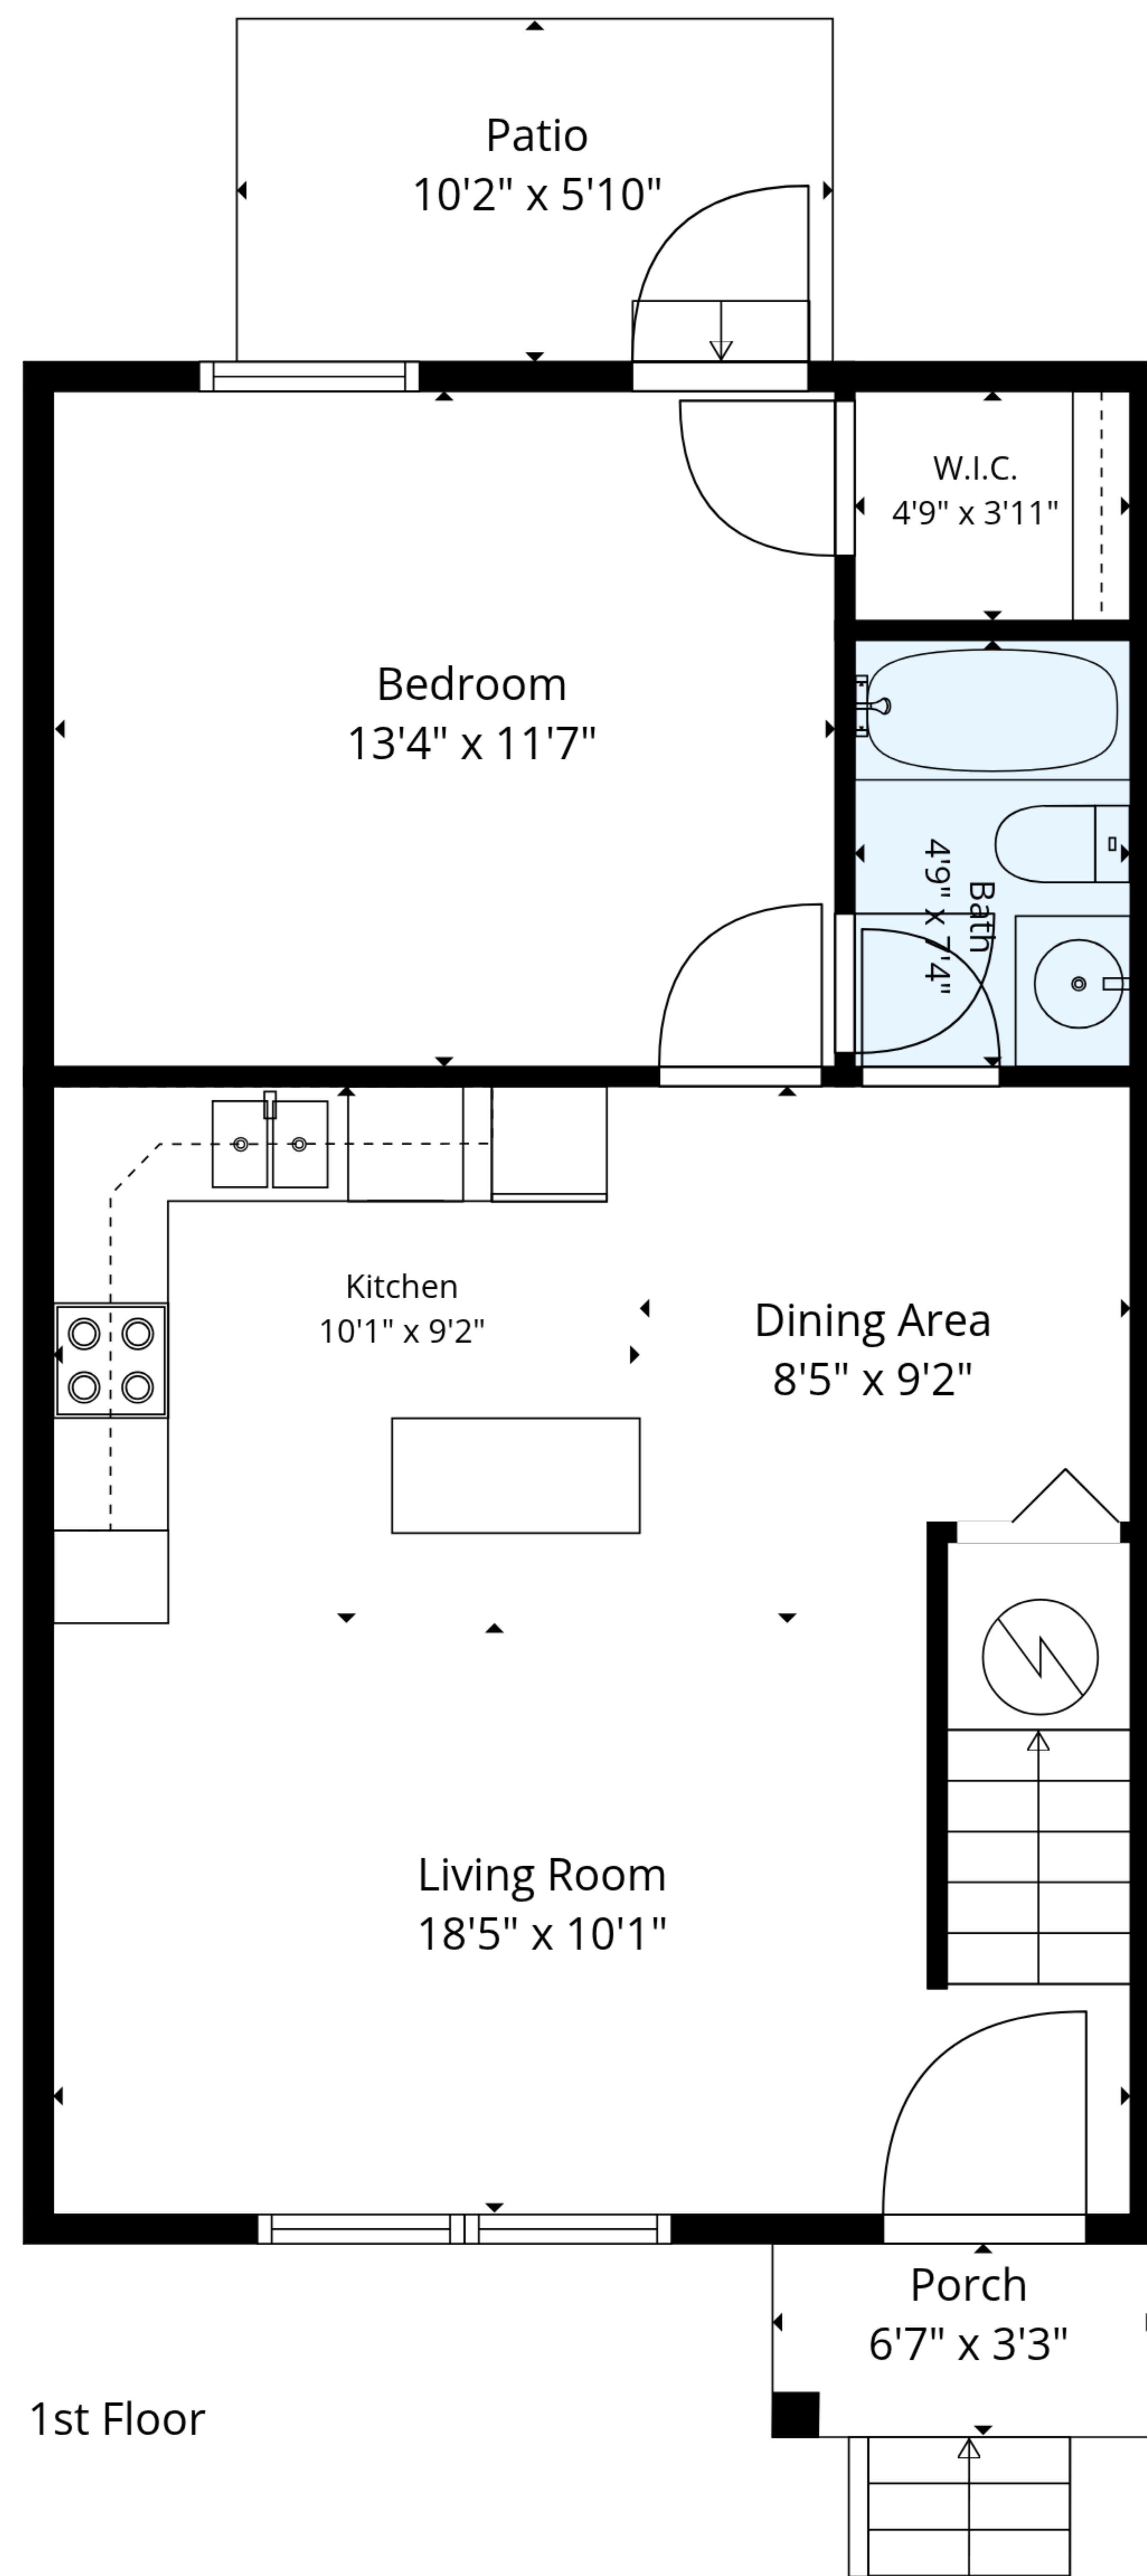 Patio
10'2" x 5'10"
W.I.C.
4'9" x 3'11"
Bedroom
13'4" x 11'7"
Bath
4'9" x 7'4"
Kitchen
10'1" x 9'2"
Dining Area
8'5" x 9'2"
Living Room
18'5" x 10'1"
Porch
6'7" x 3'3"
1st Floor